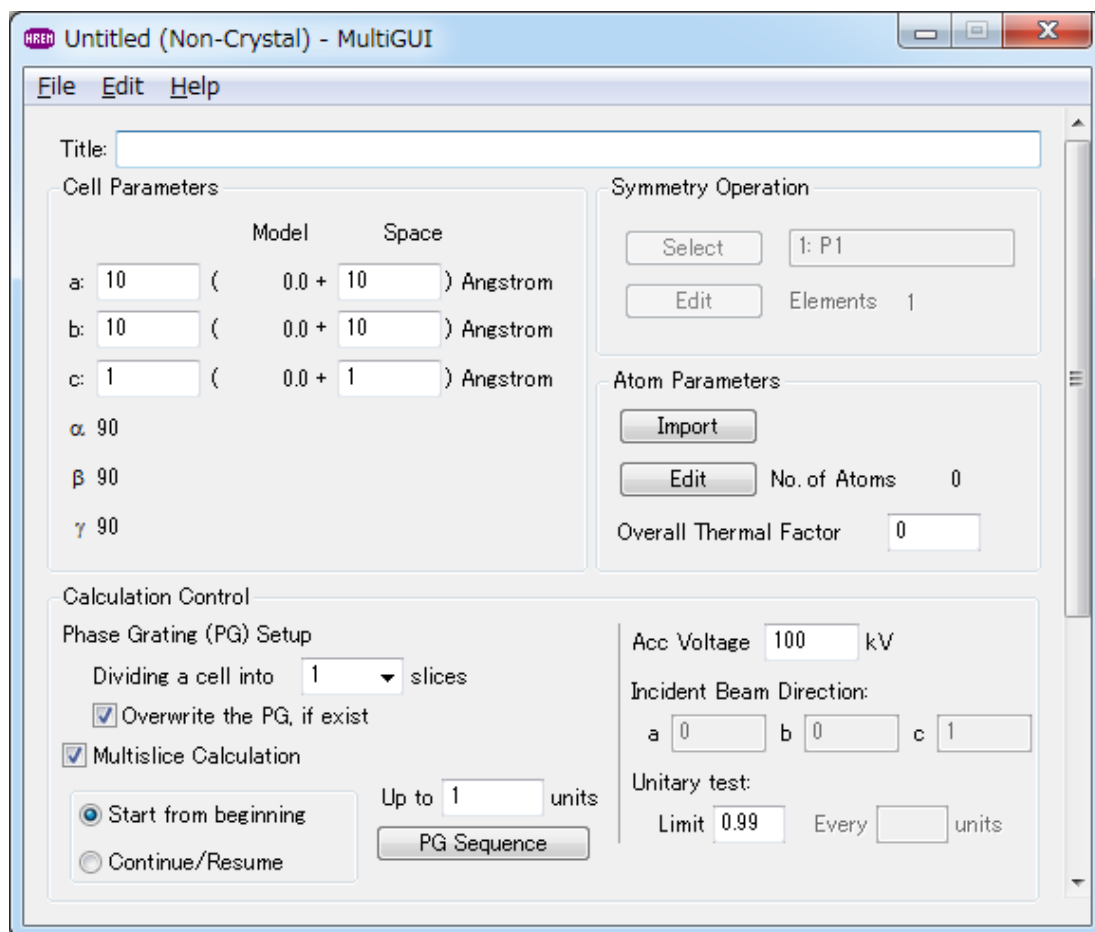 HREM Untitled (Non-Crystal) - MultiGUI
File Edit Help
Title:
Cell Parameters
Model Space
a: 10 ( 0.0 + 10 ) Angstrom
b: 10 ( 0.0 + 10 ) Angstrom
c: 1 ( 0.0 + 1 ) Angstrom
α 90
β 90
γ 90
Symmetry Operation
Select 1: P1
Edit Elements 1
Atom Parameters
Import
Edit No. of Atoms 0
Overall Thermal Factor 0
Calculation Control
Phase Grating (PG) Setup
Dividing a cell into 1 slices
Overwrite the PG, if exist
Multislice Calculation
Start from beginning
Continue/Resume
Up to 1 units
PG Sequence
Acc Voltage 100 kV
Incident Beam Direction:
a 0 b 0 c 1
Unitary test:
Limit 0.99 Every units